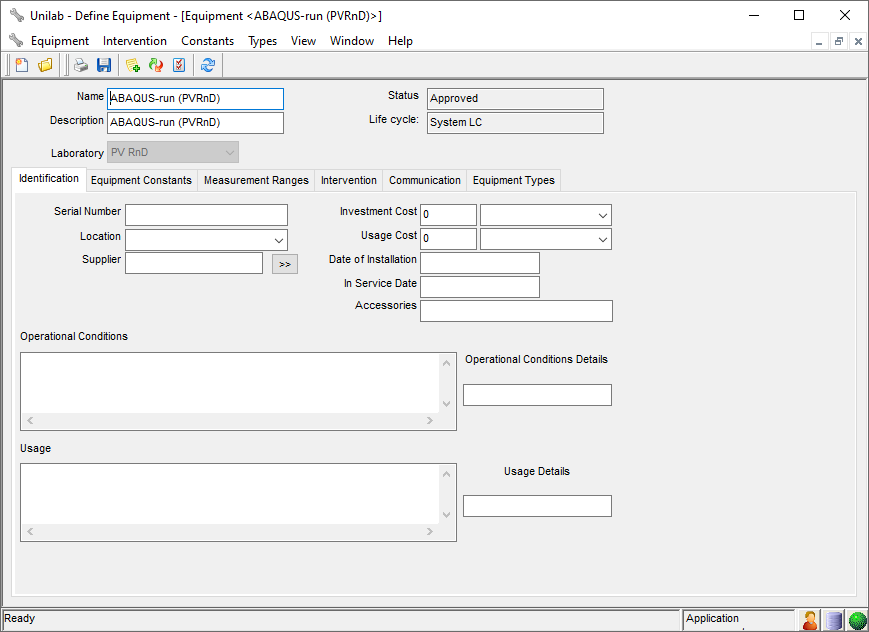 Unilab - Define Equipment - [Equipment <ABAQUS-run (PVRnD)>]
Equipment Intervention Constants Types View Window Help
Name ABAQUS-run (PVRnD) Status Approved
Description ABAQUS-run (PVRnD) Life cycle: System LC
Laboratory PV RnD
Identification Equipment Constants Measurement Ranges Intervention Communication Equipment Types
Serial Number Investment Cost 0
Location Usage Cost 0
Supplier >> Date of Installation
In Service Date
Accessories
Operational Conditions
Operational Conditions Details
Usage
Usage Details
Ready Application